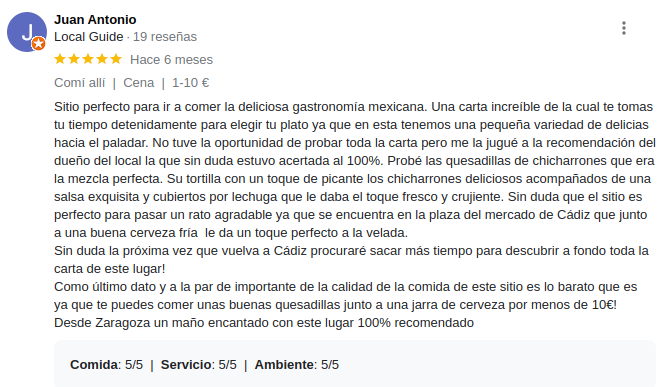 Juan Antonio
Local Guide · 19 reseñas
Hace 6 meses
Comí allí | Cena | 1-10 €
Sitio perfecto para ir a comer la deliciosa gastronomía mexicana. Una carta increíble de la cual te tomas
tu tiempo detenidamente para elegir tu plato ya que en esta tenemos una pequeña variedad de delicias
hacia el paladar. No tuve la oportunidad de probar toda la carta pero me la jugué a la recomendación del
dueño del local la que sin duda estuvo acertada al 100%. Probé las quesadillas de chicharrones que era
la mezcla perfecta. Su tortilla con un toque de picante los chicharrones deliciosos acompañados de una
salsa exquisita y cubiertos por lechuga que le daba el toque fresco y crujiente. Sin duda que el sitio es
perfecto para pasar un rato agradable ya que se encuentra en la plaza del mercado de Cádiz que junto
a una buena cerveza fría le da un toque perfecto a la velada.
Sin duda la próxima vez que vuelva a Cádiz procuraré sacar más tiempo para descubrir a fondo toda la
carta de este lugar!
Como último dato y a la par de importante de la calidad de la comida de este sitio es lo barato que es
ya que te puedes comer unas buenas quesadillas junto a una jarra de cerveza por menos de 10€!
Desde Zaragoza un maño encantado con este lugar 100% recomendado
Comida: 5/5 | Servicio: 5/5 | Ambiente: 5/5